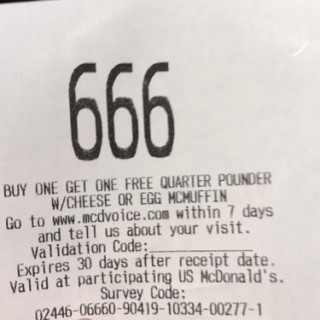 666
BUY ONE GET ONE FREE QUARTER POUNDER
W/CHEESE OR EGG MCMUFFIN
Go to www.mcdvoice.com within 7 days
and tell us about your visit.
Validation Code:____________
Expires 30 days after receipt date.
Valid at participating US McDonald's.
Survey Code:
02446-06660-90419-10334-00277-1